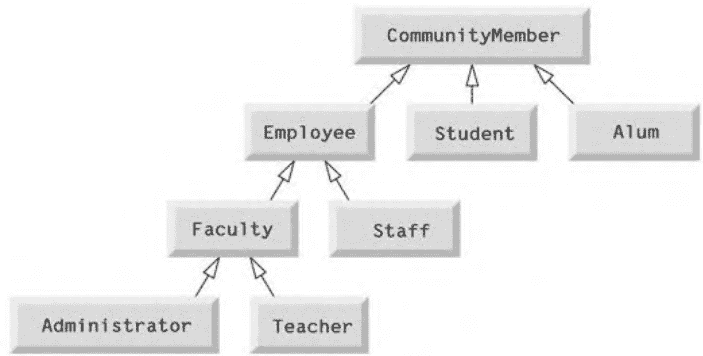 CommunityMember
Employee
Student
Alum
Faculty
Staff
Administrator
Teacher